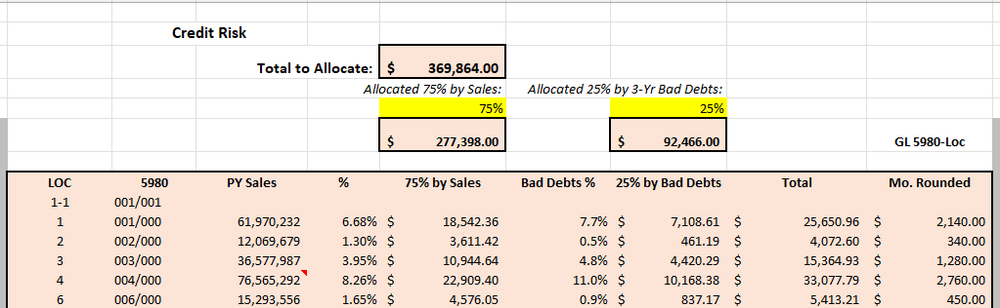 Credit Risk
Total to Allocate: $ 369,864.00
Allocated 75% by Sales: Allocated 25% by 3-Yr Bad Debts:
75% 25%
$ 277,398.00 $ 92,466.00 GL 5980-Loc
LOC 5980 PY Sales % 75% by Sales Bad Debts % 25% by Bad Debts Total Mo. Rounded
1-1 001/001
1 001/000 61,970,232 6.68% $ 18,542.36 7.7% $ 7,108.61 $ 25,650.96 $ 2,140.00
2 002/000 12,069,679 1.30% $ 3,611.42 0.5% $ 461.19 $ 4,072.60 $ 340.00
3 003/000 36,577,987 3.95% $ 10,944.64 4.8% $ 4,420.29 $ 15,364.93 $ 1,280.00
4 004/000 76,565,292 8.26% $ 22,909.40 11.0% $ 10,168.38 $ 33,077.79 $ 2,760.00
6 006/000 15,293,556 1.65% $ 4,576.05 0.9% $ 837.17 $ 5,413.21 $ 450.00